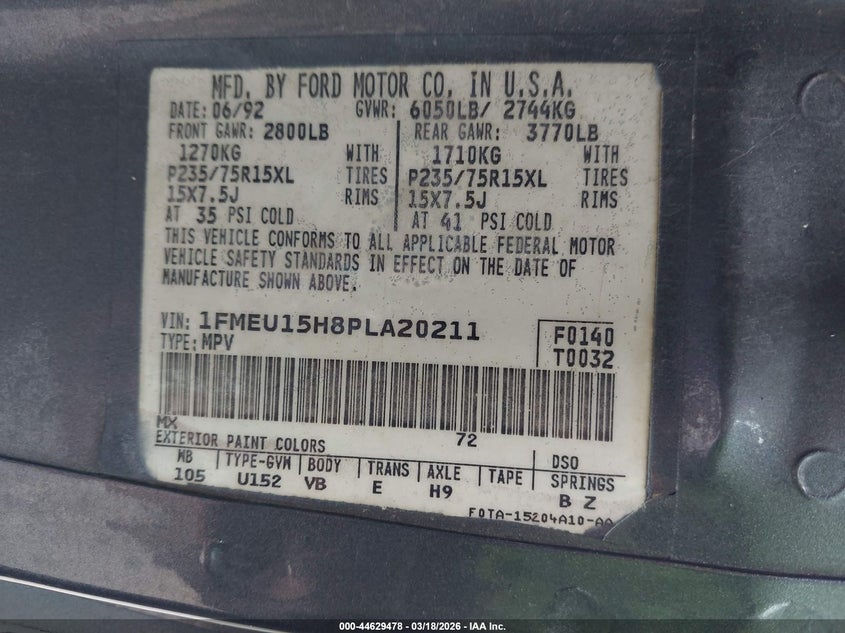 MFD. BY FORD MOTOR CO. IN U.S.A.
DATE: 06/92 GVWR: 6050LB/ 2744KG
FRONT GAWR: 2800LB REAR GAWR: 3770LB
1270KG WITH 1710KG WITH
P235/75R15XL TIRES P235/75R15XL TIRES
15X7.5J RIMS 15X7.5J RIMS
AT 35 PSI COLD AT 41 PSI COLD
THIS VEHICLE CONFORMS TO ALL APPLICABLE FEDERAL MOTOR
VEHICLE SAFETY STANDARDS IN EFFECT ON THE DATE OF
MANUFACTURE SHOWN ABOVE.
VIN: 1FMEU15H8PLA20211 F0140
TYPE: MPV T0032
MX 72
EXTERIOR PAINT COLORS DSO
WB TYPE-GVW BODY TRANS AXLE TAPE SPRINGS
105 U152 VB E H9 B Z
F0TA-15204A10-AA
000-44629478 - 03/18/2026 - IAA Inc.